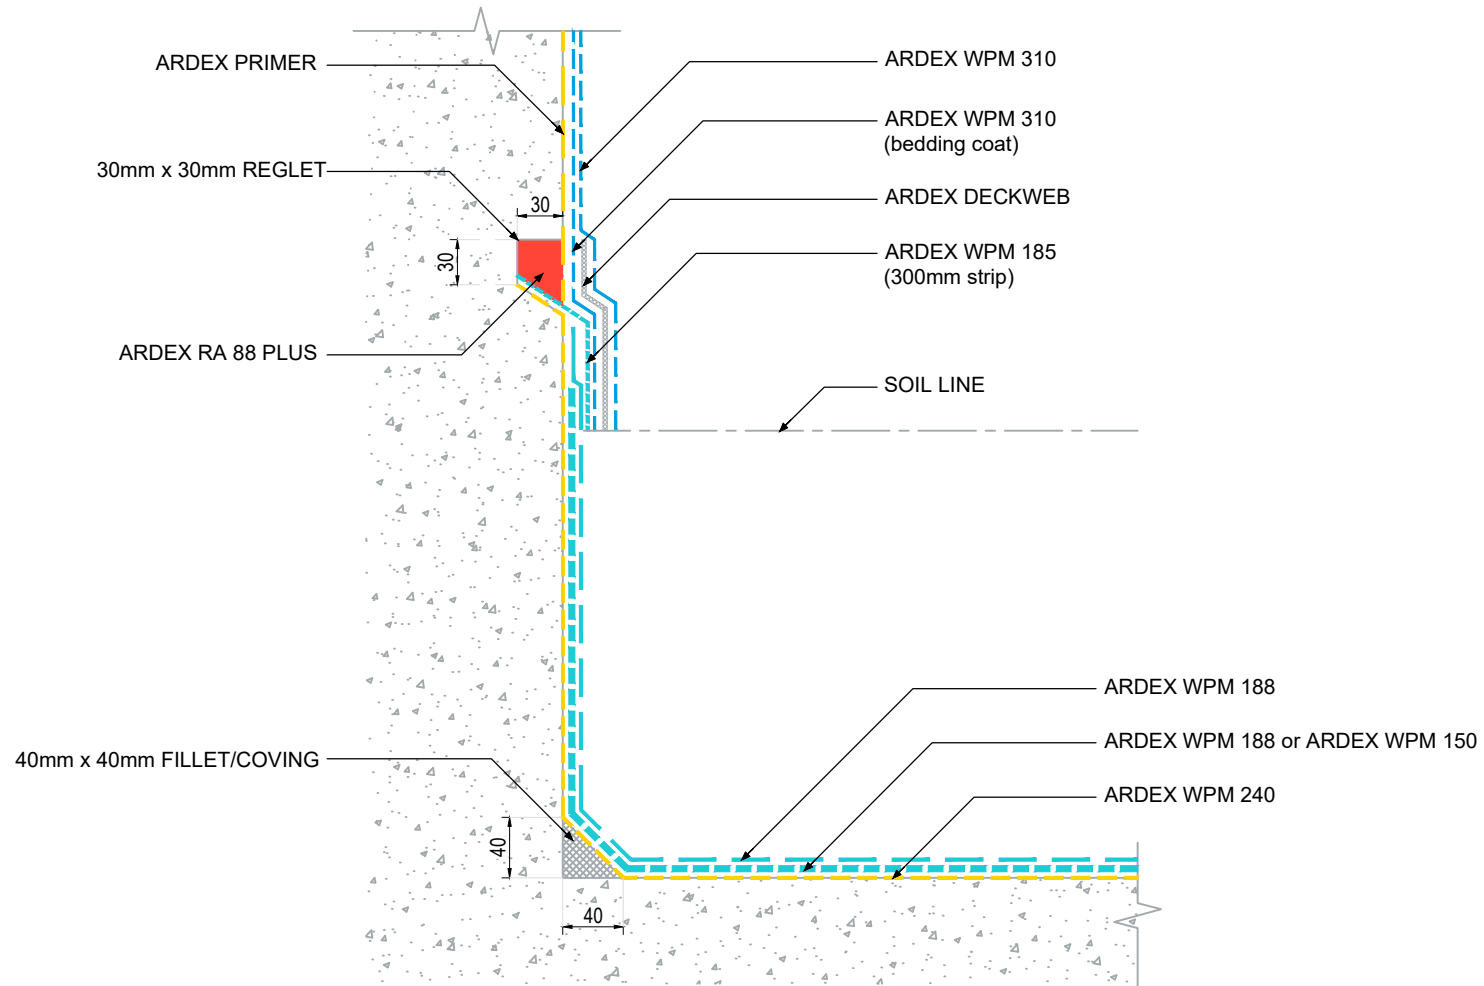 ARDEX PRIMER
30mm x 30mm REGLET
30
30
ARDEX RA 88 PLUS
40mm x 40mm FILLET/COVING
40
40
ARDEX WPM 310
ARDEX WPM 310
(bedding coat)
ARDEX DECKWEB
ARDEX WPM 185
(300mm strip)
SOIL LINE
ARDEX WPM 188
ARDEX WPM 188 or ARDEX WPM 150
ARDEX WPM 240